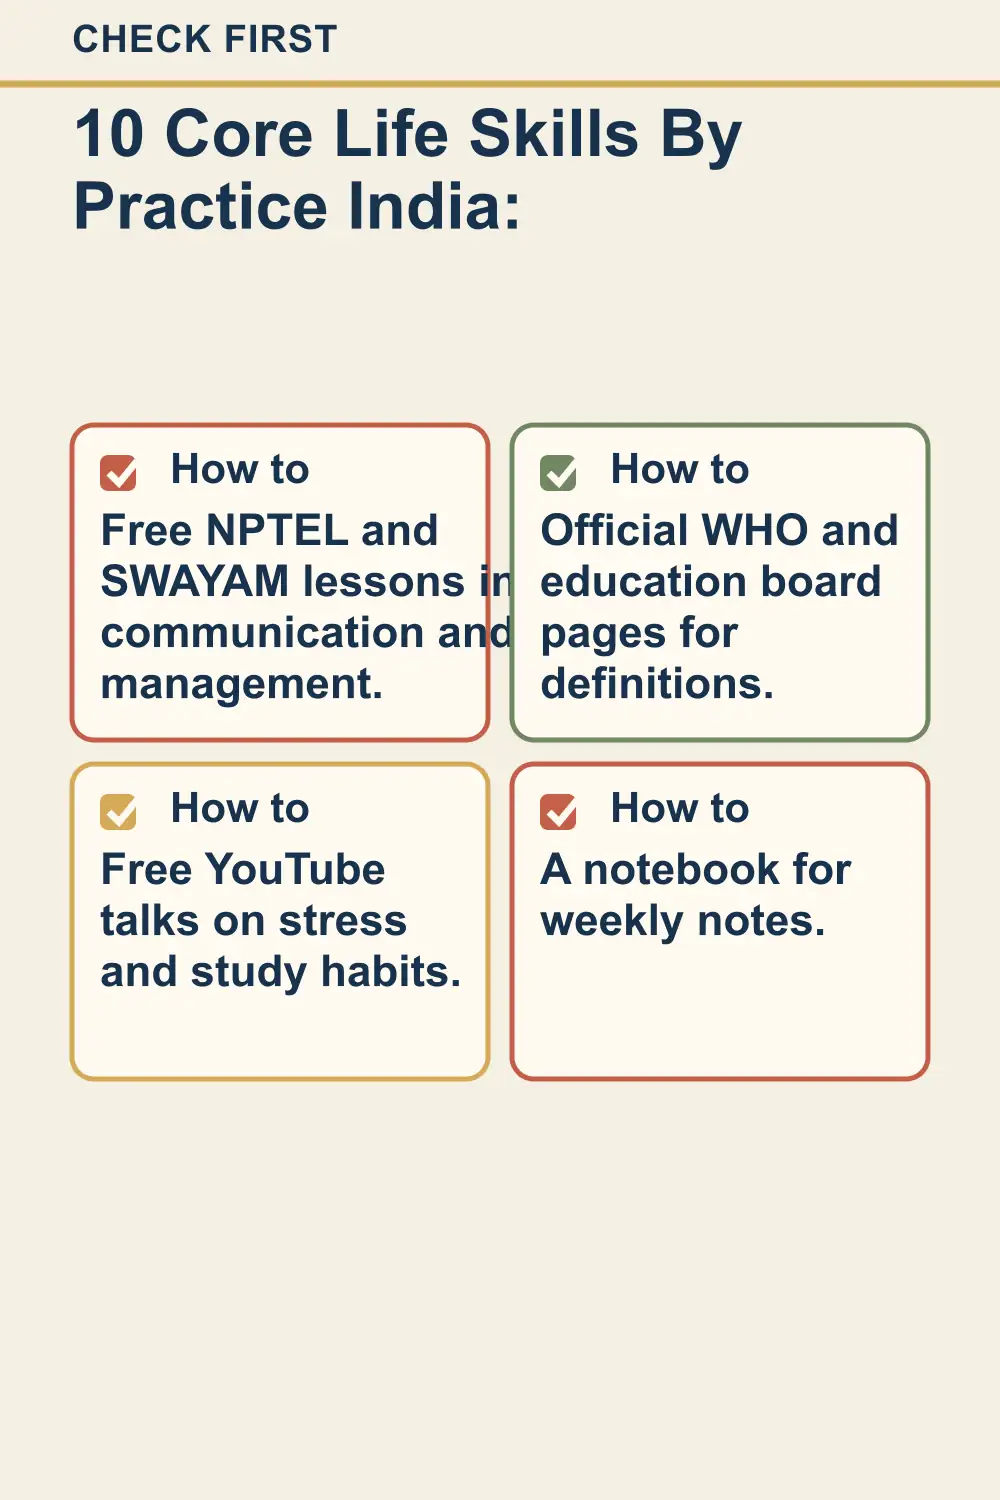 CHECK FIRST
10 Core Life Skills By
Practice India:
How to
Free NPTEL and
SWAYAM lessons in
communication and
management.
How to
Official WHO and
education board
pages for
definitions.
How to
Free YouTube
talks on stress
and study habits.
How to
A notebook for
weekly notes.